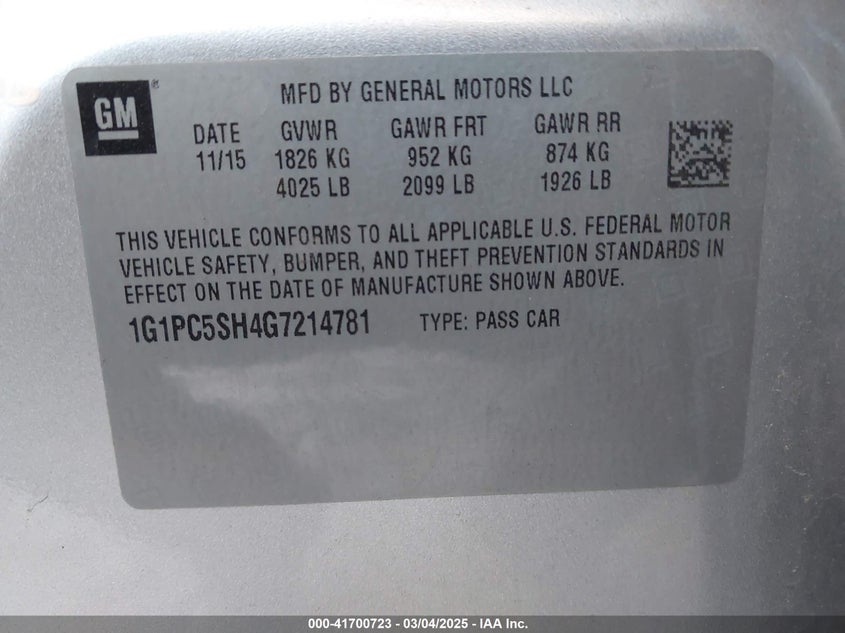 GM®
MFD BY GENERAL MOTORS LLC
DATE GVWR GAWR FRT GAWR RR
11/15 1826 KG 952 KG 874 KG
4025 LB 2099 LB 1926 LB
THIS VEHICLE CONFORMS TO ALL APPLICABLE U.S. FEDERAL MOTOR
VEHICLE SAFETY, BUMPER, AND THEFT PREVENTION STANDARDS IN
EFFECT ON THE DATE OF MANUFACTURE SHOWN ABOVE.
1G1PC5SH4G7214781 TYPE: PASS CAR
000-41700723 - 03/04/2025 - IAA Inc.